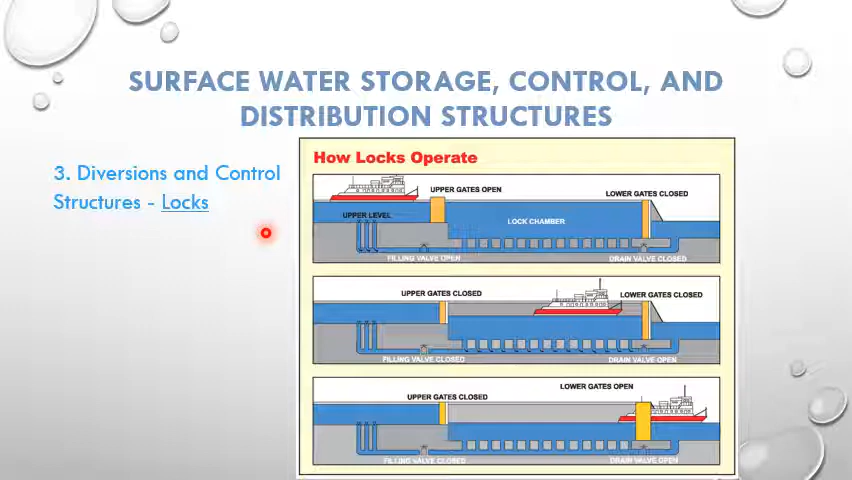 SURFACE WATER STORAGE, CONTROL, AND
DISTRIBUTION STRUCTURES
3. Diversions and Control
Structures - Locks
How Locks Operate
UPPER GATES OPEN
LOWER GATES CLOSED
UPPER LEVEL
LOCK CHAMBER
FILLING VALVE OPEN
DRAIN VALVE CLOSED
UPPER GATES CLOSED
LOWER GATES CLOSED
FILLING VALVE CLOSED
DRAIN VALVE OPEN
LOWER GATES OPEN
UPPER GATES CLOSED
FILLING VALVE CLOSED
DRAIN VALVE OPEN